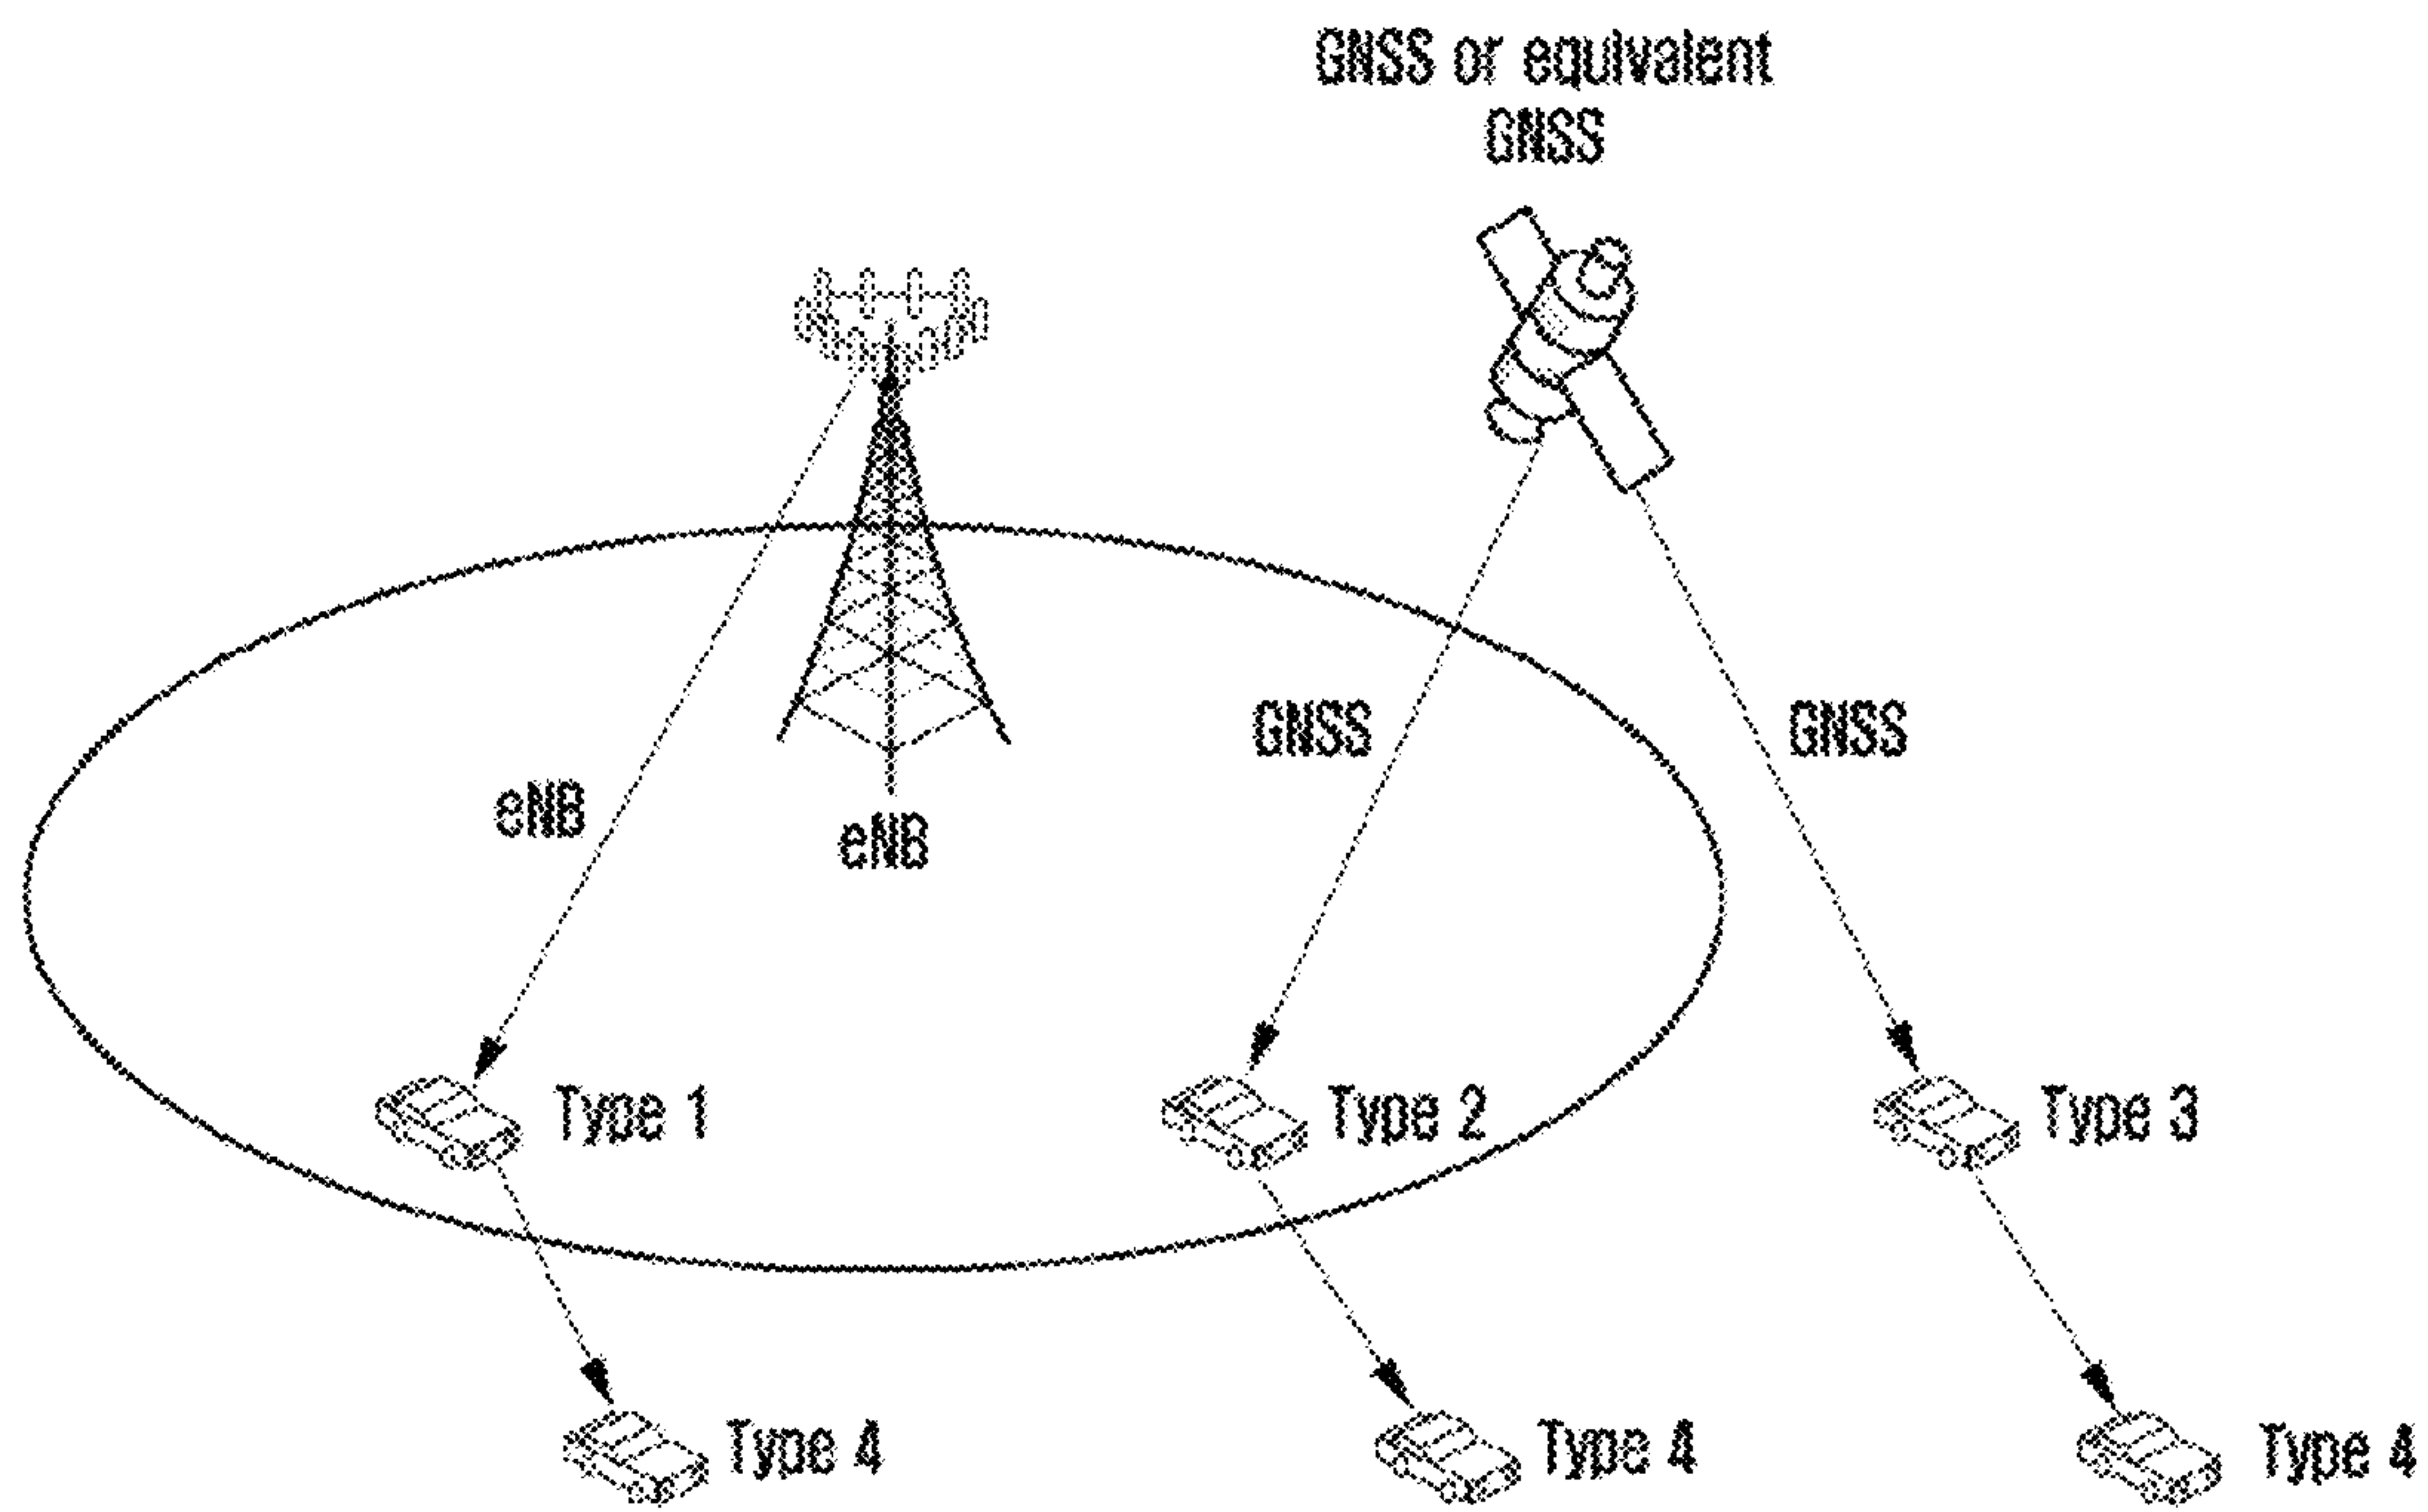 GNSS or equivalent
GNSS
GNSS
GNSS
eNB
eNB
Type 1
Type 2
Type 3
Type 4
Type 4
Type 4